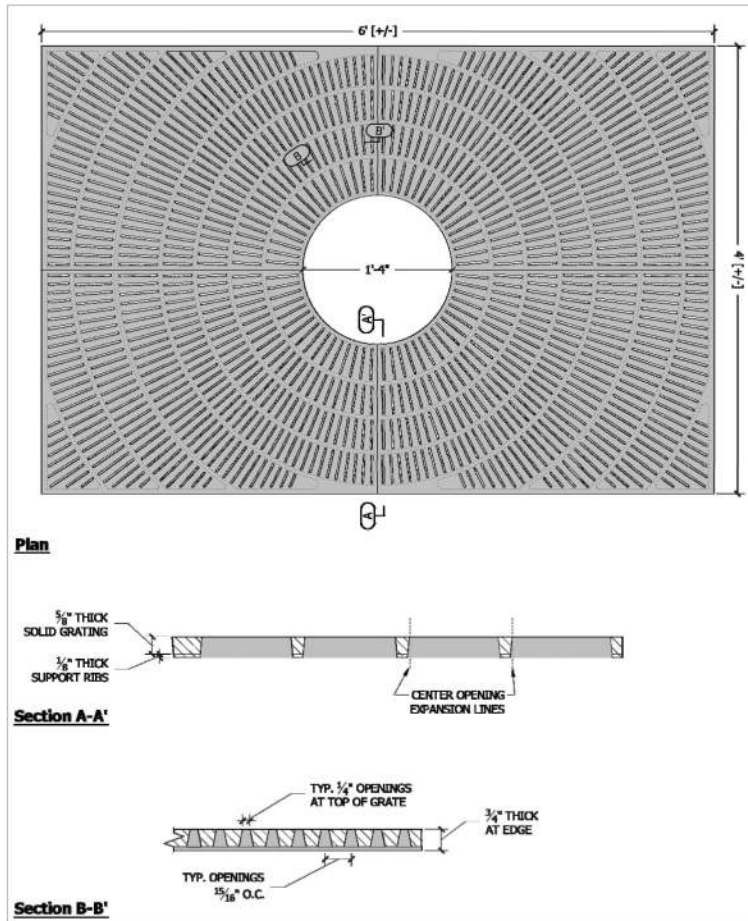 6' [+/-]
B'
B
1'-4"
4' [+/-]
A'
A
Plan
5/8" THICK
SOLID GRATING
1/8" THICK
SUPPORT RIBS
CENTER OPENING
EXPANSION LINES
Section A-A'
TYP. 1/4" OPENINGS
AT TOP OF GRATE
3/4" THICK
AT EDGE
TYP. OPENINGS
15/16" O.C.
Section B-B'